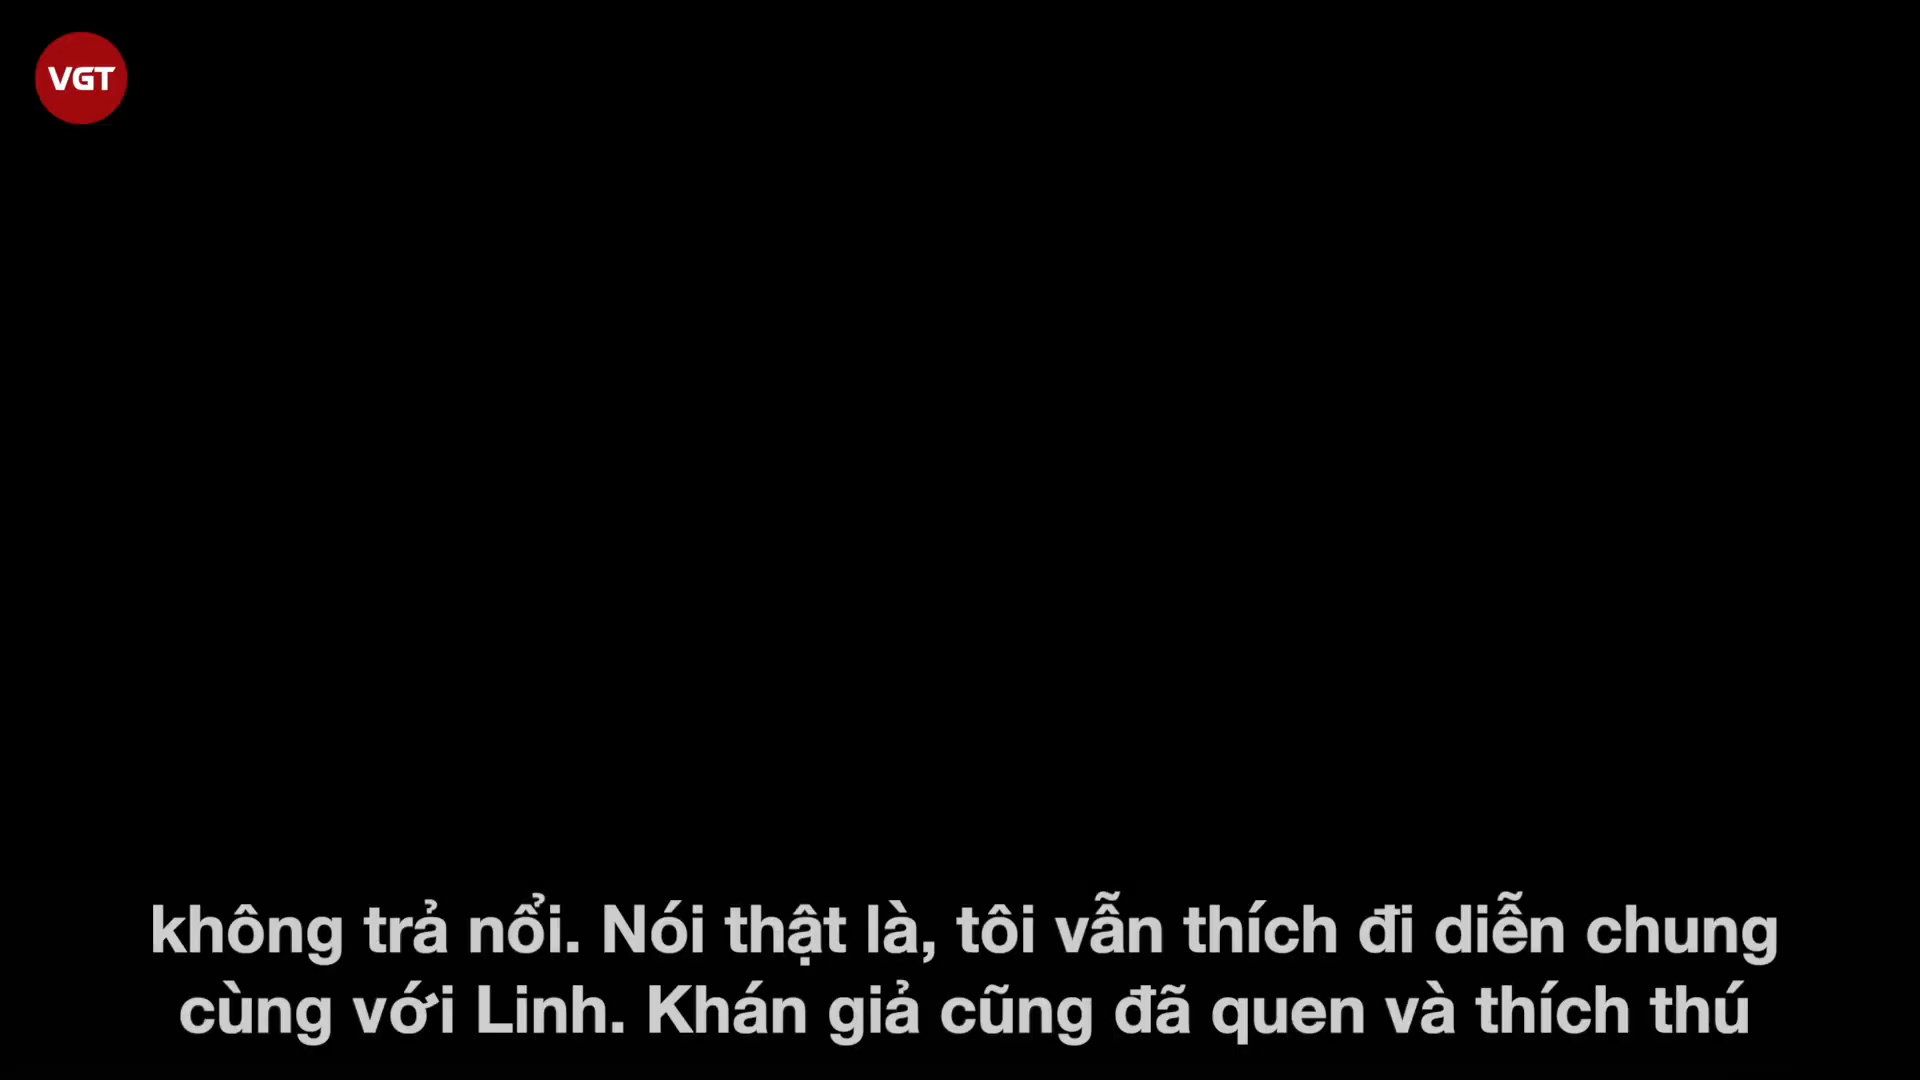 VGT
không trả nổi. Nói thật là, tôi vẫn thích đi diễn chung
cùng với Linh. Khán giả cũng đã quen và thích thú